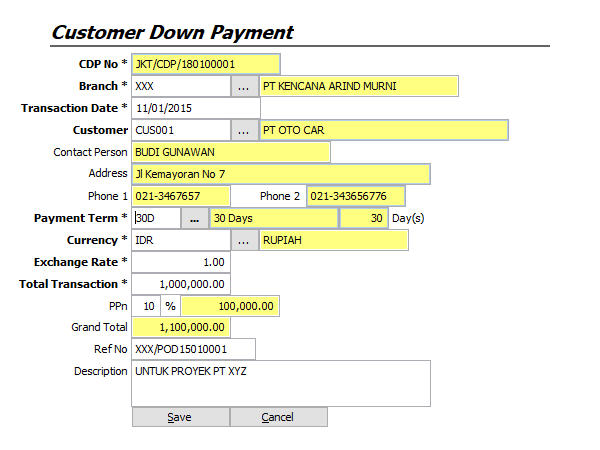 Customer Down Payment
CDP No * JKT/CDP/180100001
Branch * XXX ... PT KENCANA ARIND MURNI
Transaction Date * 11/01/2015
Customer CUS001 ... PT OTO CAR
Contact Person BUDI GUNAWAN
Address Jl Kemayoran No 7
Phone 1 021-3467657 Phone 2 021-343656776
Payment Term * 30D ... 30 Days 30 Day(s)
Currency * IDR ... RUPIAH
Exchange Rate * 1.00
Total Transaction * 1,000,000.00
PPn 10 % 100,000.00
Grand Total 1,100,000.00
Ref No XXX/POD15010001
Description UNTUK PROYEK PT XYZ
Save Cancel